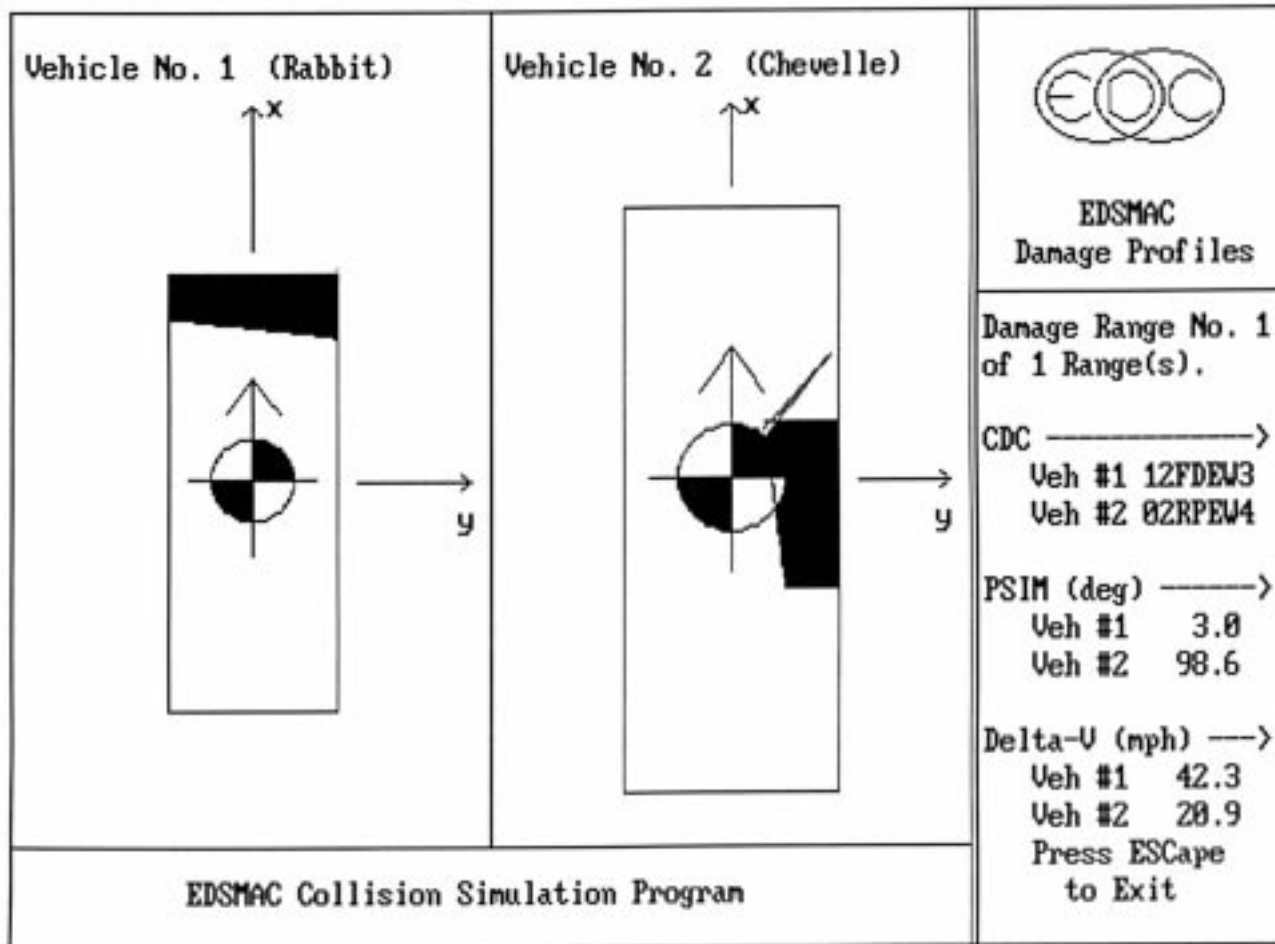 Vehicle No. 1 (Rabbit)
x
y
Vehicle No. 2 (Chevelle)
x
y
EDC
EDSMAC
Damage Profiles
Damage Range No. 1
of 1 Range(s).
CDC ------------->
Veh #1 12FDEW3
Veh #2 02RPEW4
PSIM (deg) ------>
Veh #1 3.0
Veh #2 98.6
Delta-V (mph) --->
Veh #1 42.3
Veh #2 20.9
Press ESCape
to Exit
EDSMAC Collision Simulation Program